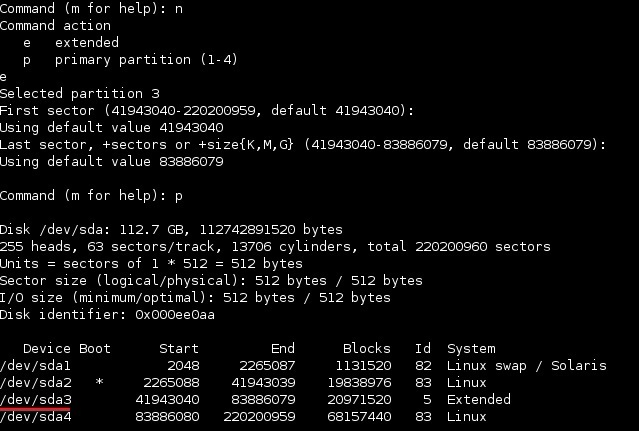 Command (m for help): n
Command action
   e   extended
   p   primary partition (1-4)
e
Selected partition 3
First sector (41943040-220200959, default 41943040):
Using default value 41943040
Last sector, +sectors or +size{K,M,G} (41943040-83886079, default 83886079):
Using default value 83886079
Command (m for help): p
Disk /dev/sda: 112.7 GB, 112742891520 bytes
255 heads, 63 sectors/track, 13706 cylinders, total 220200960 sectors
Units = sectors of 1 * 512 = 512 bytes
Sector size (logical/physical): 512 bytes / 512 bytes
I/O size (minimum/optimal): 512 bytes / 512 bytes
Disk identifier: 0x000ee0aa
   Device Boot      Start         End      Blocks   Id  System
/dev/sda1            2048     2265087     1131520   82  Linux swap / Solaris
/dev/sda2   *     2265088    41943039    19838976   83  Linux
/dev/sda3        41943040    83886079    20971520    5  Extended
/dev/sda4        83886080   220200959    68157440   83  Linux